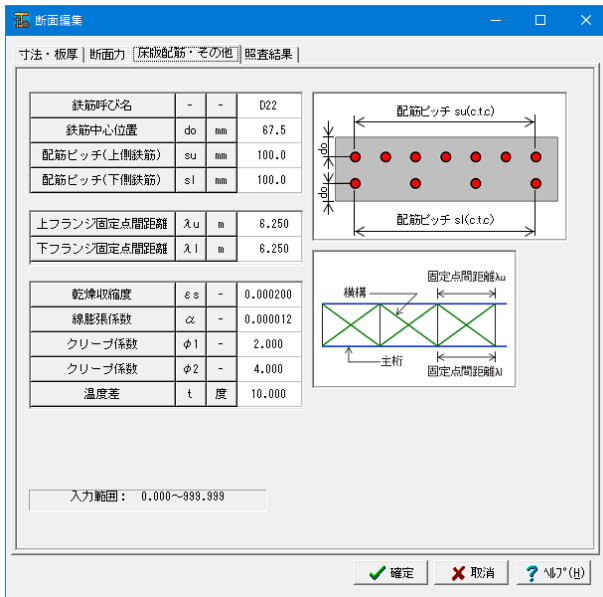 断面編集
寸法・板厚 断面力 床版配筋・その他 照査結果
鉄筋呼び名 - - D22
鉄筋中心位置 do mm 67.5
配筋ピッチ(上側鉄筋) su mm 100.0
配筋ピッチ(下側鉄筋) sl mm 100.0
配筋ピッチ su(c.t.c)
do
do
配筋ピッチ sl(c.t.c)
上フランジ固定点間距離 λu m 6.250
下フランジ固定点間距離 λl m 6.250
固定点間距離λu
横構
主桁
固定点間距離λl
乾燥収縮度 εs - 0.000200
線膨張係数 α - 0.000012
クリープ係数 φ1 - 2.000
クリープ係数 φ2 - 4.000
温度差 t 度 10.000
入力範囲： 0.000～999.999
確定 取消 ヘルプ(H)